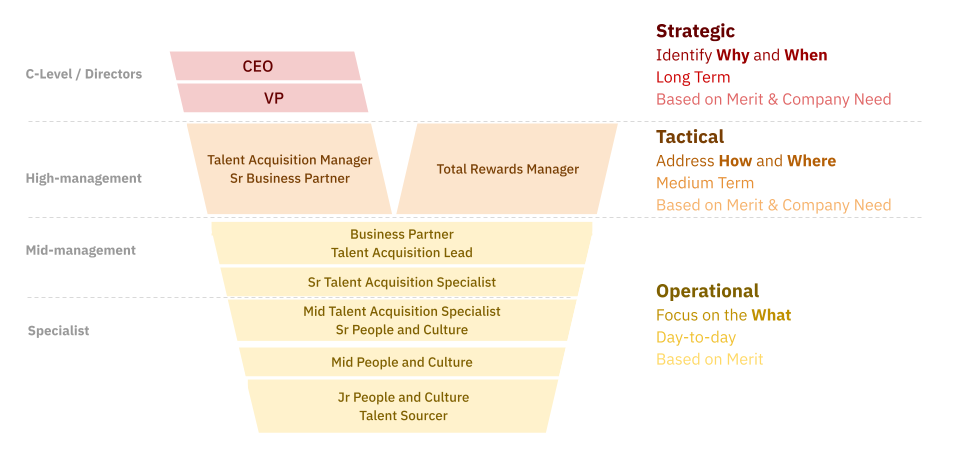 C-Level / Directors
CEO
VP
Strategic
Identify Why and When
Long Term
Based on Merit & Company Need
High-management
Talent Acquisition Manager
Sr Business Partner
Total Rewards Manager
Tactical
Address How and Where
Medium Term
Based on Merit & Company Need
Mid-management
Business Partner
Talent Acquisition Lead
Sr Talent Acquisition Specialist
Specialist
Mid Talent Acquisition Specialist
Sr People and Culture
Mid People and Culture
Jr People and Culture
Talent Sourcer
Operational
Focus on the What
Day-to-day
Based on Merit